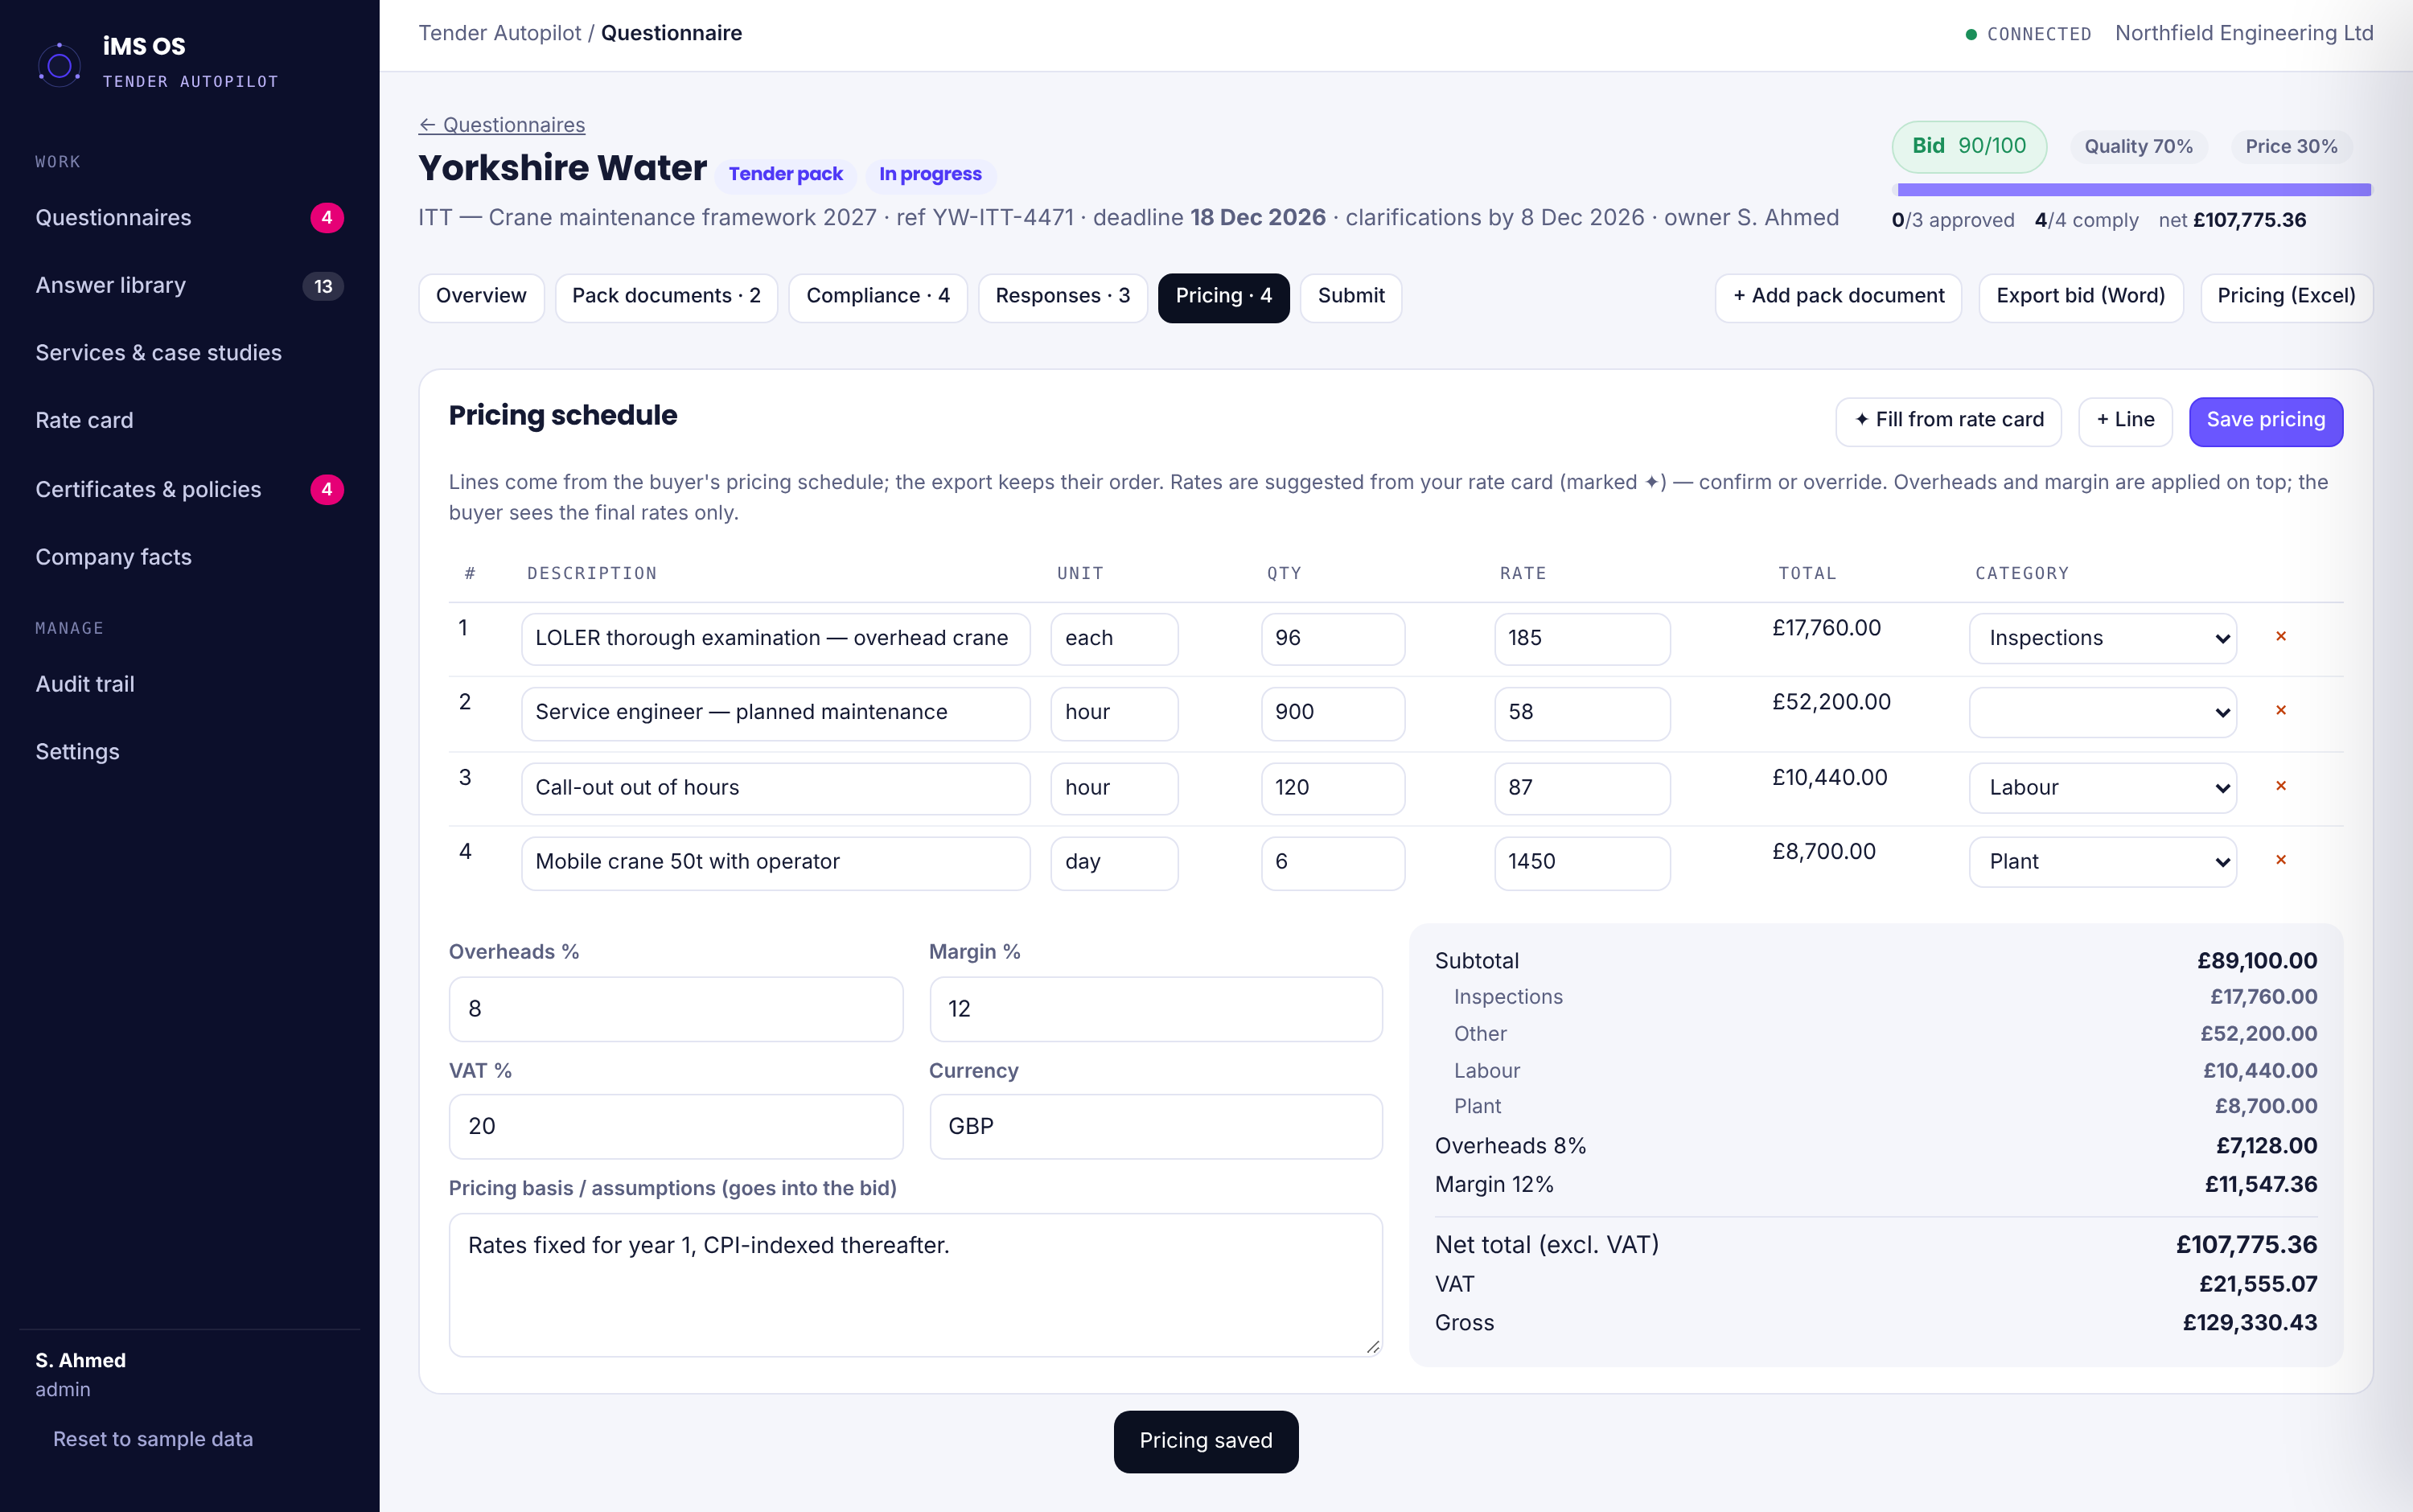 iMS OS
TENDER AUTOPILOT
WORK
Questionnaires 4
Answer library 13
Services & case studies
Rate card
Certificates & policies 4
Company facts
MANAGE
Audit trail
Settings
S. Ahmed
admin
Reset to sample data
Tender Autopilot / Questionnaire
CONNECTED Northfield Engineering Ltd
← Questionnaires
Yorkshire Water Tender pack In progress
ITT — Crane maintenance framework 2027 · ref YW-ITT-4471 · deadline 18 Dec 2026 · clarifications by 8 Dec 2026 · owner S. Ahmed
Bid 90/100 Quality 70% Price 30%
0/3 approved 4/4 comply net £107,775.36
Overview Pack documents · 2 Compliance · 4 Responses · 3 Pricing · 4 Submit
+ Add pack document Export bid (Word) Pricing (Excel)
Pricing schedule
✦ Fill from rate card + Line Save pricing
Lines come from the buyer's pricing schedule; the export keeps their order. Rates are suggested from your rate card (marked ✦) — confirm or override. Overheads and margin are applied on top; the
buyer sees the final rates only.
# DESCRIPTION UNIT QTY RATE TOTAL CATEGORY
1 LOLER thorough examination — overhead crane each 96 185 £17,760.00 Inspections ×
2 Service engineer — planned maintenance hour 900 58 £52,200.00 ×
3 Call-out out of hours hour 120 87 £10,440.00 Labour ×
4 Mobile crane 50t with operator day 6 1450 £8,700.00 Plant ×
Overheads % Margin %
8 12
VAT % Currency
20 GBP
Pricing basis / assumptions (goes into the bid)
Rates fixed for year 1, CPI-indexed thereafter.
Subtotal £89,100.00
Inspections £17,760.00
Other £52,200.00
Labour £10,440.00
Plant £8,700.00
Overheads 8% £7,128.00
Margin 12% £11,547.36
Net total (excl. VAT) £107,775.36
VAT £21,555.07
Gross £129,330.43
Pricing saved